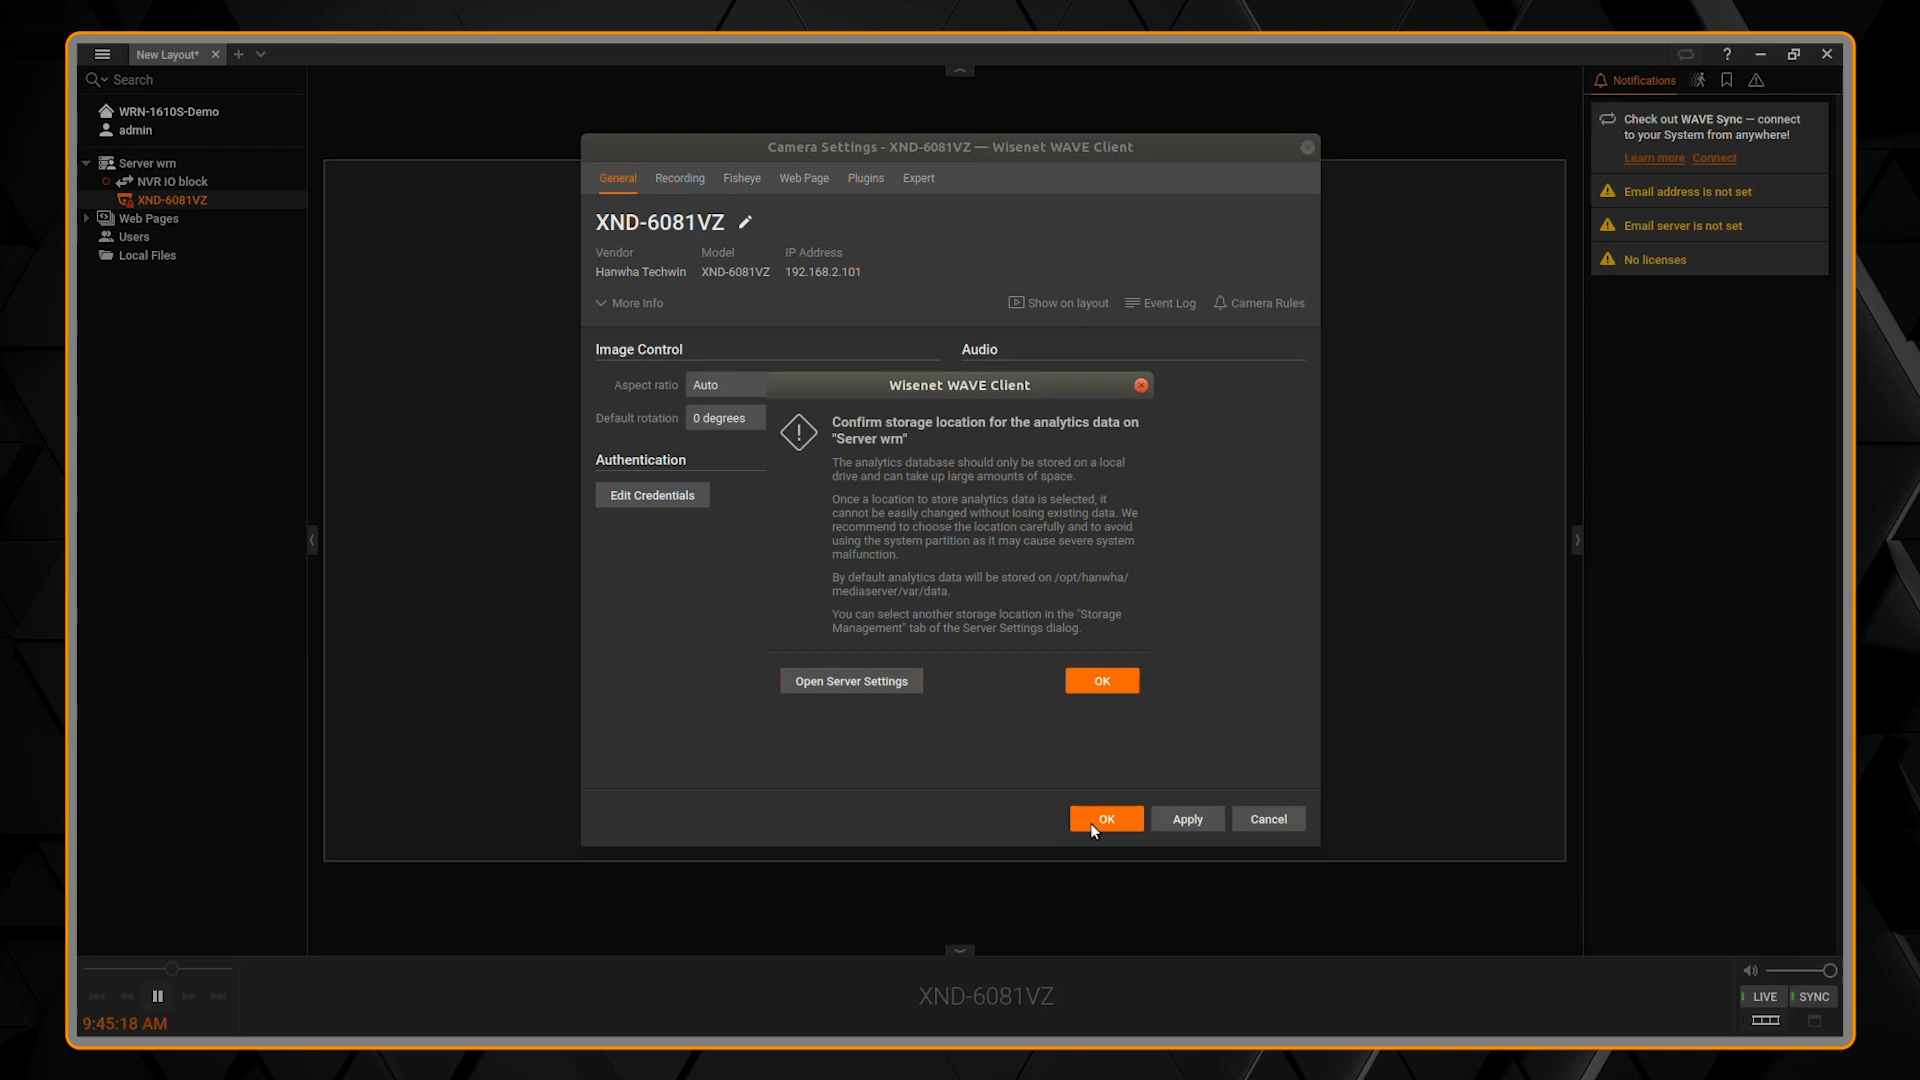 New Layout*
Search
WRN-1610S-Demo
admin
Server wrn
NVR IO block
XND-6081VZ
Web Pages
Users
Local Files
Camera Settings - XND-6081VZ — Wisenet WAVE Client
General Recording Fisheye Web Page Plugins Expert
XND-6081VZ
Vendor Model IP Address
Hanwha Techwin XND-6081VZ 192.168.2.101
More Info Show on layout Event Log Camera Rules
Image Control Audio
Aspect ratio Auto
Default rotation 0 degrees
Authentication
Edit Credentials
Wisenet WAVE Client
Confirm storage location for the analytics data on
"Server wrn"
The analytics database should only be stored on a local
drive and can take up large amounts of space.
Once a location to store analytics data is selected, it
cannot be easily changed without losing existing data. We
recommend to choose the location carefully and to avoid
using the system partition as it may cause severe system
malfunction.
By default analytics data will be stored on /opt/hanwha/
mediaserver/var/data.
You can select another storage location in the "Storage
Management" tab of the Server Settings dialog.
Open Server Settings OK
OK Apply Cancel
Notifications
Check out WAVE Sync — connect
to your System from anywhere!
Learn more Connect
Email address is not set
Email server is not set
No licenses
XND-6081VZ
9:45:18 AM
LIVE SYNC